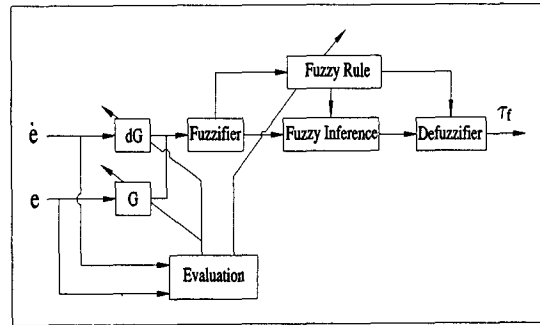 Fuzzy Rule
τf
ė
dG
Fuzzifier
Fuzzy Inference
Defuzzifier
e
G
Evaluation